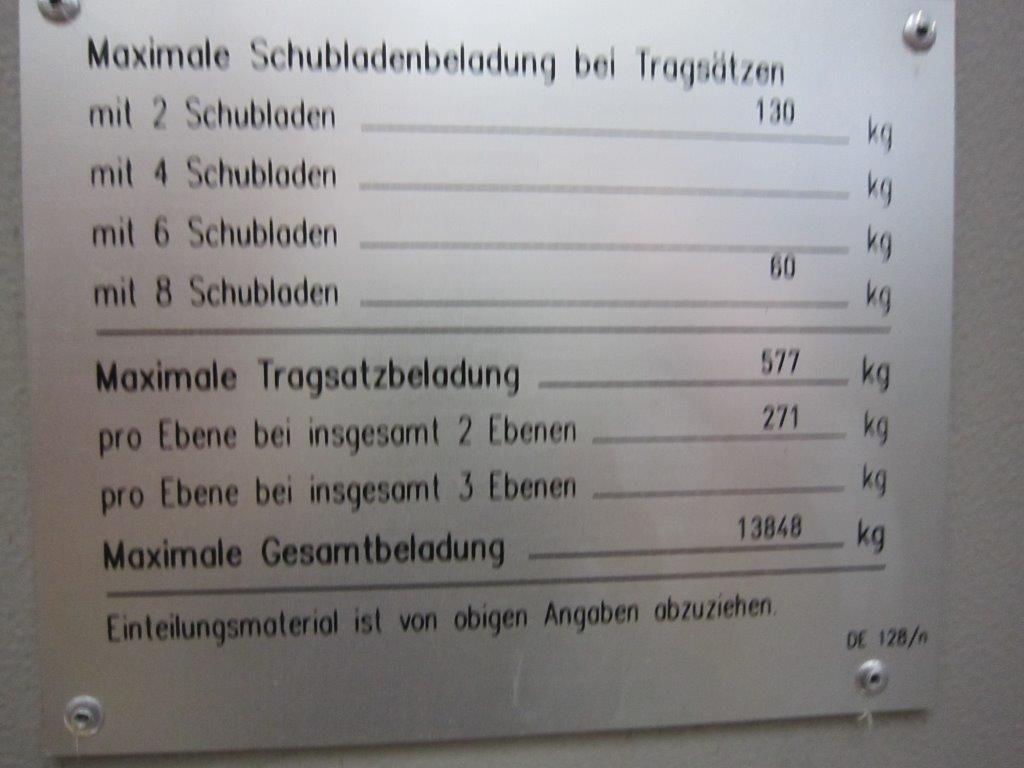 Maximale Schubladenbeladung bei Tragsätzen
mit 2 Schubladen 130 kg
mit 4 Schubladen kg
mit 6 Schubladen kg
mit 8 Schubladen 60 kg
Maximale Tragsatzbeladung 577 kg
pro Ebene bei insgesamt 2 Ebenen 271 kg
pro Ebene bei insgesamt 3 Ebenen kg
Maximale Gesamtbeladung 13848 kg
Einteilungsmaterial ist von obigen Angaben abzuziehen.
DE 128/n